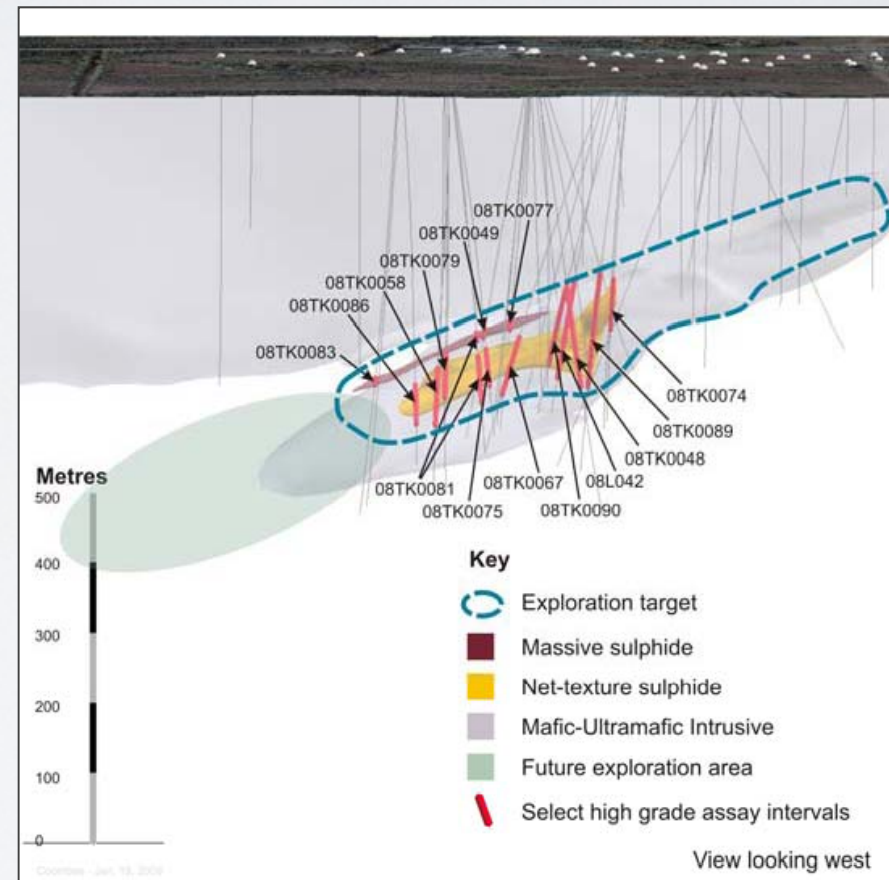 08TK0077
08TK0049
08TK0079
08TK0058
08TK0086
08TK0083
08TK0074
08TK0089
08TK0048
08TK0081
08TK0067
08L042
08TK0075
08TK0090
Metres
500
400
300
200
100
0
Key
Exploration target
Massive sulphide
Net-texture sulphide
Mafic-Ultramafic Intrusive
Future exploration area
Select high grade assay intervals
View looking west